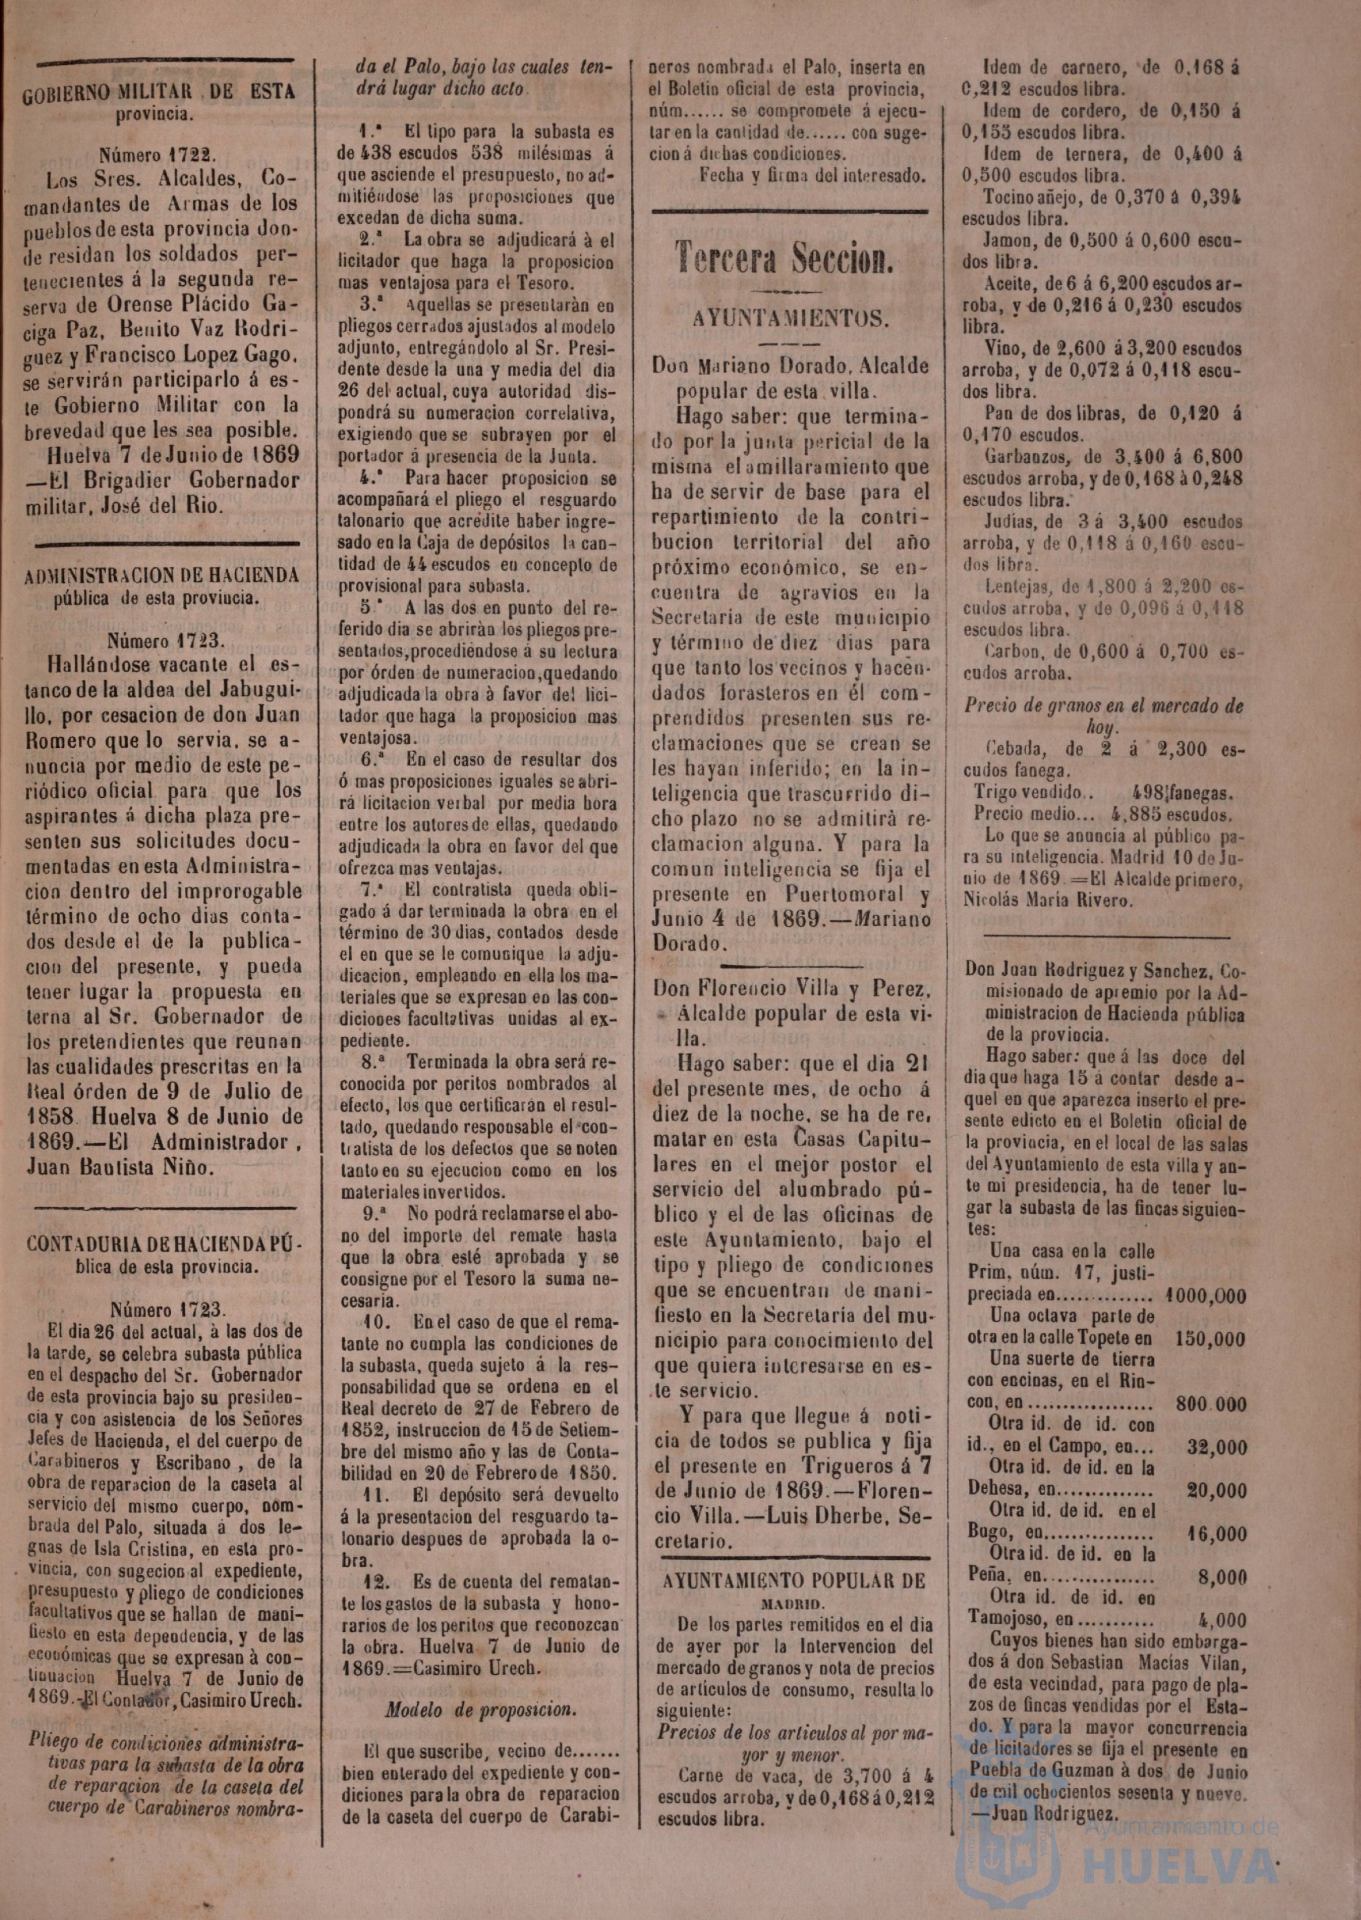 GOBIERNO MILITAR DE ESTA
provincia.
Número 1722.
Los Sres. Alcaldes, Co-
mandantes de Armas de los
pueblos de esta provincia don-
de residan los soldados per-
tenecientes á la segunda re-
serva de Orense Plácido Ga-
ciga Paz, Benito Vaz Rodri-
guez y Francisco Lopez Gago,
se servirán participarlo á es-
te Gobierno Militar con la
brevedad que les sea posible.
Huelva 7 de Junio de 1869
—El Brigadier Gobernador
militar, José del Rio.
ADMINISTRACION DE HACIENDA
pública de esta provincia.
Número 1723.
Hallándose vacante el es-
tanco de la aldea del Jabugui-
llo, por cesacion de don Juan
Romero que lo servia, se a-
nuncia por medio de este pe-
riódico oficial para que los
aspirantes á dicha plaza pre-
senten sus solicitudes docu-
mentadas en esta Administra-
cion dentro del improrogable
término de ocho dias conta-
dos desde el de la publica-
cion del presente, y pueda
tener lugar la propuesta en
terna al Sr. Gobernador de
los pretendientes que reunan
las cualidades prescritas en la
Real órden de 9 de Julio de
1858. Huelva 8 de Junio de
1869.—El Administrador,
Juan Bautista Niño.
CONTADURIA DE HACIENDA PÚ-
blica de esta provincia.
Número 1723.
El dia 26 del actual, à las dos de
la tarde, se celebra subasta pública
en el despacho del Sr. Gobernador
de esta provincia bajo su presiden-
cia y con asistencia de los Señores
Jefes de Hacienda, el del cuerpo de
Carabineros y Escribano, de la
obra de reparacion de la caseta al
servicio del mismo cuerpo, nom-
brada del Palo, situada á dos le-
guas de Isla Cristina, en esta pro-
vincia, con sugecion al expediente,
presupuesto y pliego de condiciones
facultativos que se hallan de mani-
fiesto en esta dependencia, y de las
económicas que se expresan à con-
tinuacion Huelva 7 de Junio de
1869.-El Contador, Casimiro Urech.
Pliego de condiciones administra-
tivas para la subasta de la obra
de reparacion de la caseta del
cuerpo de Carabineros nombra-
da el Palo, bajo las cuales ten-
drá lugar dicho acto.
1.ª El tipo para la subasta es
de 438 escudos 538 milésimas á
que asciende el presupuesto, no ad-
mitiéndose las proposiciones que
excedan de dicha suma.
2.ª La obra se adjudicará à el
licitador que haga la proposicion
mas ventajosa para el Tesoro.
3.ª Aquellas se presentaràn en
pliegos cerrados ajustados al modelo
adjunto, entregándolo al Sr. Presi-
dente desde la una y media del dia
26 del actual, cuya autoridad dis-
pondrá su numeracion correlativa,
exigiendo que se subrayen por el
portador á presencia de la Junta.
4.ª Para hacer proposicion se
acompañará el pliego el resguardo
talonario que acredite haber ingre-
sado en la Caja de depósitos la can-
tidad de 44 escudos en concepto de
provisional para subasta.
5.ª A las dos en punto del re-
ferido dia se abriràn los pliegos pre-
sentados, procediéndose á su lectura
por órden de numeracion, quedando
adjudicada la obra à favor del lici-
tador que haga la proposicion mas
ventajosa.
6.ª En el caso de resultar dos
ó mas proposiciones iguales se abri-
rá licitacion verbal por media hora
entre los autores de ellas, quedando
adjudicada la obra en favor del que
ofrezca mas ventajas.
7.ª El contratista queda obli-
gado á dar terminada la obra en el
término de 30 dias, contados desde
el en que se le comunique la adju-
dicacion, empleando en ella los ma-
teriales que se expresan en las con-
diciones facultativas unidas al ex-
pediente.
8.ª Terminada la obra será re-
conocida por peritos nombrados al
efecto, los que certificarán el resul-
tado, quedando responsable el con-
tratista de los defectos que se noten
tanto en su ejecucion como en los
materiales invertidos.
9.ª No podrá reclamarse el abo-
no del importe del remate hasta
que la obra esté aprobada y se
consigne por el Tesoro la suma ne-
cesaria.
10. En el caso de que el rema-
tante no cumpla las condiciones de
la subasta, queda sujeto á la res-
ponsabilidad que se ordena en el
Real decreto de 27 de Febrero de
1852, instruccion de 15 de Setiem-
bre del mismo año y las de Conta-
bilidad en 20 de Febrero de 1850.
11. El depósito será devuelto
á la presentacion del resguardo ta-
lonario despues de aprobada la o-
bra.
12. Es de cuenta del rematan-
te los gastos de la subasta y hono-
rarios de los peritos que reconozcan
la obra. Huelva 7 de Junio de
1869.=Casimiro Urech.
Modelo de proposicion.
El que suscribe, vecino de.......
bien enterado del expediente y con-
diciones para la obra de reparacion
de la caseta del cuerpo de Carabi-
neros nombrada el Palo, inserta en
el Boletin oficial de esta provincia,
núm...... se compromete á ejecu-
tar en la cantidad de...... con suge-
cion á dichas condiciones.
Fecha y firma del interesado.
Tercera Seccion.
AYUNTAMIENTOS.
Don Mariano Dorado, Alcalde
popular de esta villa.
Hago saber: que termina-
do por la junta pericial de la
misma el amillaramiento que
ha de servir de base para el
repartimiento de la contri-
bucion territorial del año
próximo económico, se en-
cuentra de agravios en la
Secretaria de este municipio
y término de diez dias para
que tanto los vecinos y hacen-
dados forasteros en él com-
prendidos presenten sus re-
clamaciones que se crean se
les hayan inferido; en la in-
teligencia que trascurrido di-
cho plazo no se admitirà re-
clamacion alguna. Y para la
comun inteligencia se fija el
presente en Puertomoral y
Junio 4 de 1869.—Mariano
Dorado.
Don Florencio Villa y Perez,
Alcalde popular de esta vi-
lla.
Hago saber: que el dia 21
del presente mes, de ocho á
diez de la noche, se ha de re-
matar en esta Casas Capitu-
lares en el mejor postor el
servicio del alumbrado pú-
blico y el de las oficinas de
este Ayuntamiento, bajo el
tipo y pliego de condiciones
que se encuentran de mani-
fiesto en la Secretaría del mu-
nicipio para conocimiento del
que quiera interesarse en es-
te servicio.
Y para que llegue á noti-
cia de todos se publica y fija
el presente en Trigueros á 7
de Junio de 1869.—Floren-
cio Villa.—Luis Dherbe, Se-
cretario.
AYUNTAMIENTO POPULAR DE
MADRID.
De los partes remitidos en el dia
de ayer por la Intervencion del
mercado de granos y nota de precios
de artículos de consumo, resulta lo
siguiente:
Precios de los articulos al por ma-
yor y menor.
Carne de vaca, de 3,700 á 4
escudos arroba, y de 0,168 á 0,212
escudos libra.
Idem de carnero, de 0,168 á
0,212 escudos libra.
Idem de cordero, de 0,150 á
0,155 escudos libra.
Idem de ternera, de 0,400 á
0,500 escudos libra.
Tocino añejo, de 0,370 á 0,394
escudos libra.
Jamon, de 0,500 á 0,600 escu-
dos libra.
Aceite, de 6 á 6,200 escudos ar-
roba, y de 0,216 á 0,230 escudos
libra.
Vino, de 2,600 á 3,200 escudos
arroba, y de 0,072 á 0,118 escu-
dos libra.
Pan de dos libras, de 0,120 á
0,170 escudos.
Garbanzos, de 3,400 á 6,800
escudos arroba, y de 0,168 à 0,248
escudos libra.
Judias, de 3 á 3,400 escudos
arroba, y de 0,118 á 0,160 escu-
dos libra.
Lentejas, de 1,800 á 2,200 es-
cudos arroba, y de 0,096 á 0,118
escudos libra.
Carbon, de 0,600 á 0,700 es-
cudos arroba.
Precio de granos en el mercado de
hoy.
Cebada, de 2 á 2,300 es-
cudos fanega.
Trigo vendido.. 498 fanegas.
Precio medio... 4,885 escudos.
Lo que se anuncia al público pa-
ra su inteligencia. Madrid 10 de Ju-
nio de 1869.=El Alcalde primero,
Nicolás Maria Rivero.
Don Juan Rodriguez y Sanchez, Co-
misionado de apremio por la Ad-
ministracion de Hacienda pública
de la provincia.
Hago saber: que á las doce del
dia que haga 15 á contar desde a-
quel en que aparezca inserto el pre-
sente edicto en el Boletin oficial de
la provincia, en el local de las salas
del Ayuntamiento de esta villa y an-
te mi presidencia, ha de tener lu-
gar la subasta de las fincas siguien-
tes:
Una casa en la calle
Prim, núm. 17, justi-
preciada en.............. 1000,000
Una octava parte de
otra en la calle Topete en 150,000
Una suerte de tierra
con encinas, en el Rin-
con, en .................. 800.000
Otra id. de id. con
id., en el Campo, en... 32,000
Otra id. de id. en la
Dehesa, en.............. 20,000
Otra id. de id. en el
Bugo, en................ 16,000
Otra id. de id. en la
Peña, en................ 8,000
Otra id. de id. en
Tamojoso, en ........... 4,000
Cuyos bienes han sido embarga-
dos á don Sebastian Macías Vilan,
de esta vecindad, para pago de pla-
zos de fincas vendidas por el Esta-
do. Y para la mayor concurrencia
de licitadores se fija el presente en
Puebla de Guzman à dos de Junio
de mil ochocientos sesenta y nueve.
—Juan Rodriguez.
Ayuntamiento de
HUELVA